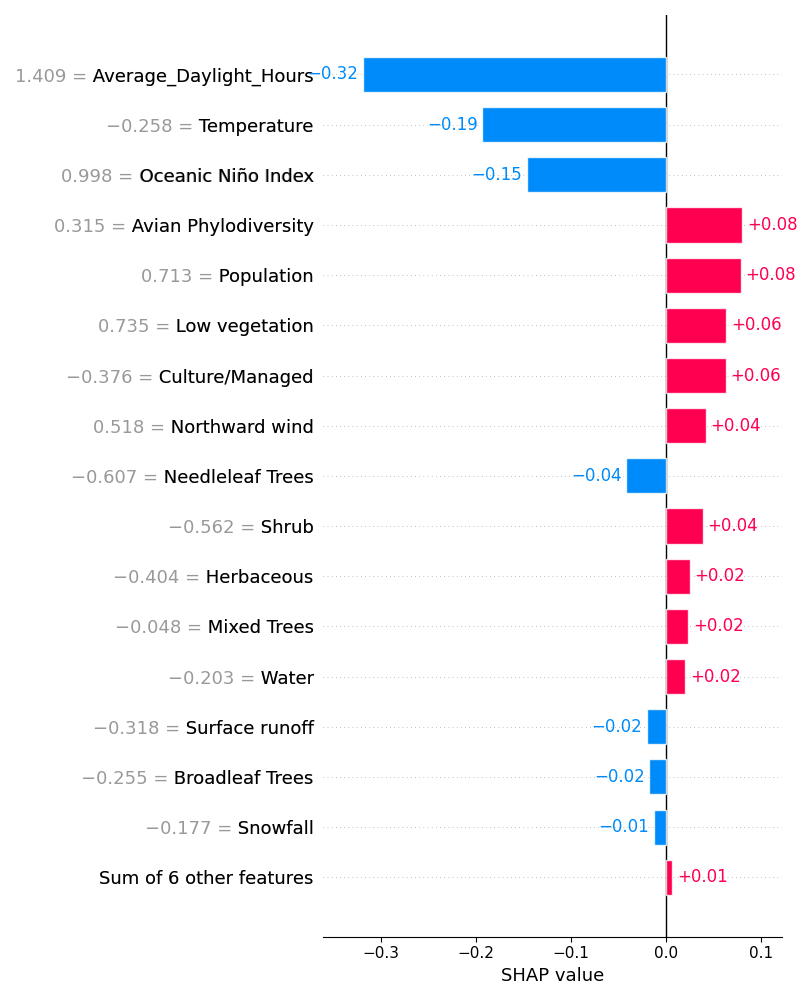 1.409 = Average_Daylight_Hours −0.32
−0.258 = Temperature −0.19
0.998 = Oceanic Niño Index −0.15
0.315 = Avian Phylodiversity +0.08
0.713 = Population +0.08
0.735 = Low vegetation +0.06
−0.376 = Culture/Managed +0.06
0.518 = Northward wind +0.04
−0.607 = Needleleaf Trees −0.04
−0.562 = Shrub +0.04
−0.404 = Herbaceous +0.02
−0.048 = Mixed Trees +0.02
−0.203 = Water +0.02
−0.318 = Surface runoff −0.02
−0.255 = Broadleaf Trees −0.02
−0.177 = Snowfall −0.01
Sum of 6 other features +0.01
−0.3 −0.2 −0.1 0.0 0.1
SHAP value